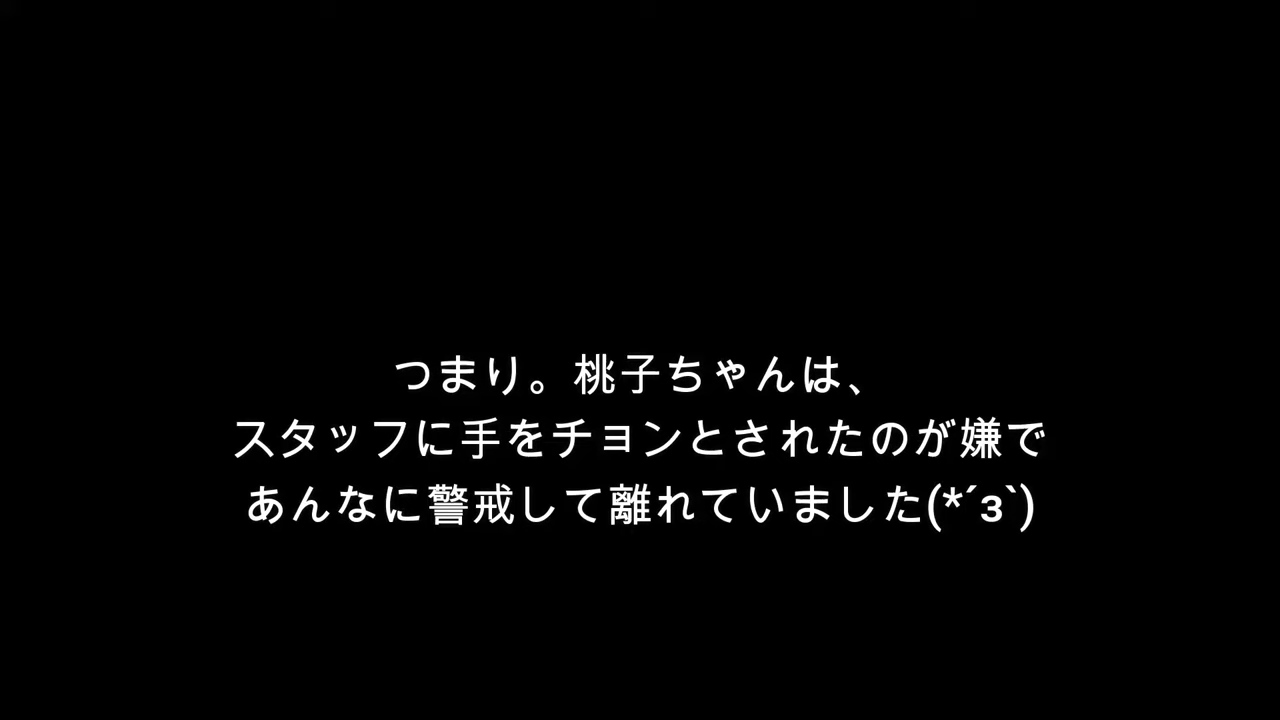 つまり。桃子ちゃんは、
スタッフに手をチョンとされたのが嫌で
あんなに警戒して離れていました(*´з`)